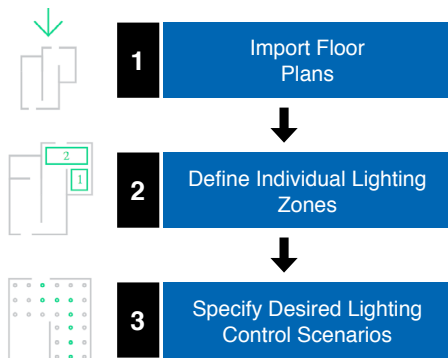 1
Import Floor
Plans
2
1
2
Define Individual Lighting
Zones
3
Specify Desired Lighting
Control Scenarios